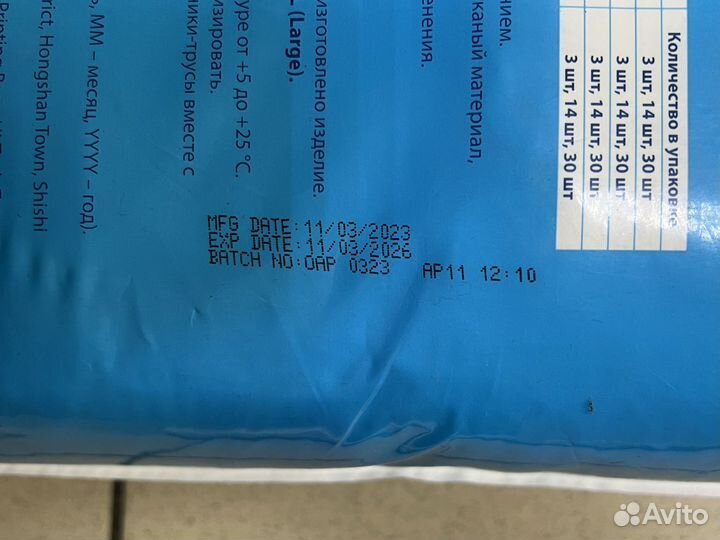 MFG DATE:11/03/2023
EXP DATE:11/03/2026
BATCH NO:OAP 0323 AP11 12:10
Количество в упаковке
3 шт, 14 шт, 30 шт
3 шт, 14 шт, 30 шт
3 шт, 14 шт, 30 шт
3 шт, 14 шт, 30 шт
нием.
каный материал,
енения.
изготовлено изделие.
L (Large).
уре от +5 до +25 °C.
изировать.
ики-трусы вместе с
ь, ММ – месяц, YYYY – год).
rict, Hongshan Town, Shishi
Avito